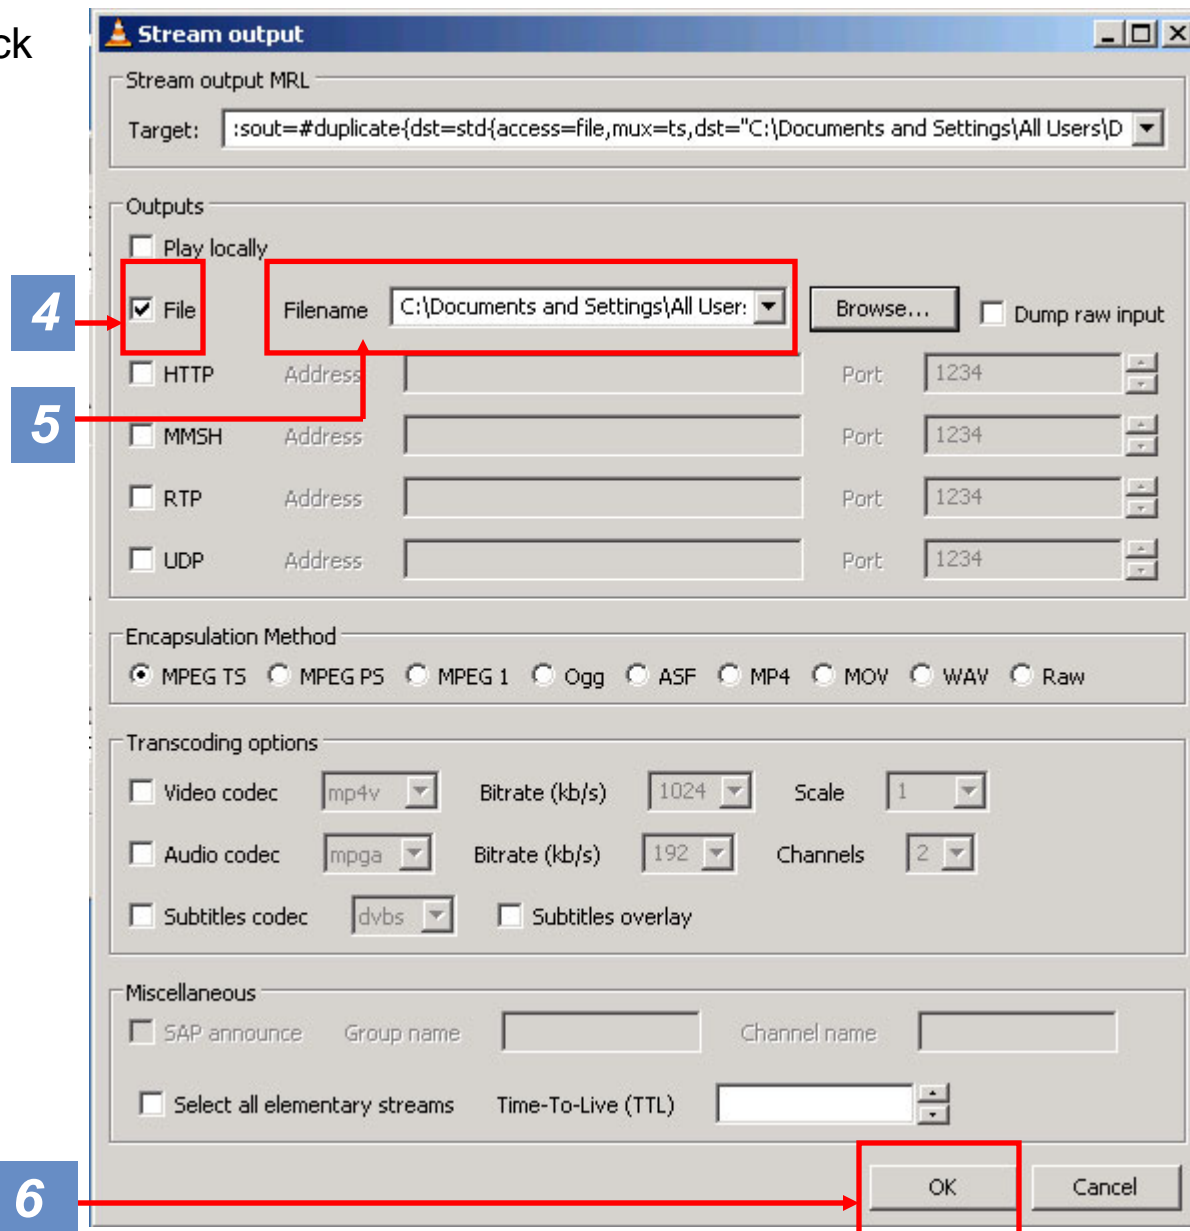 ck
Stream output
Stream output MRL
Target: :sout=#duplicate{dst=std{access=file,mux=ts,dst="C:\Documents and Settings\All Users\D
Outputs
Play locally
4 File Filename C:\Documents and Settings\All User: Browse... Dump raw input
HTTP Address Port 1234
5 MMSH Address Port 1234
RTP Address Port 1234
UDP Address Port 1234
Encapsulation Method
MPEG TS MPEG PS MPEG 1 Ogg ASF MP4 MOV WAV Raw
Transcoding options
Video codec mp4v Bitrate (kb/s) 1024 Scale 1
Audio codec mpga Bitrate (kb/s) 192 Channels 2
Subtitles codec dvbs Subtitles overlay
Miscellaneous
SAP announce Group name Channel name
Select all elementary streams Time-To-Live (TTL)
6 OK Cancel